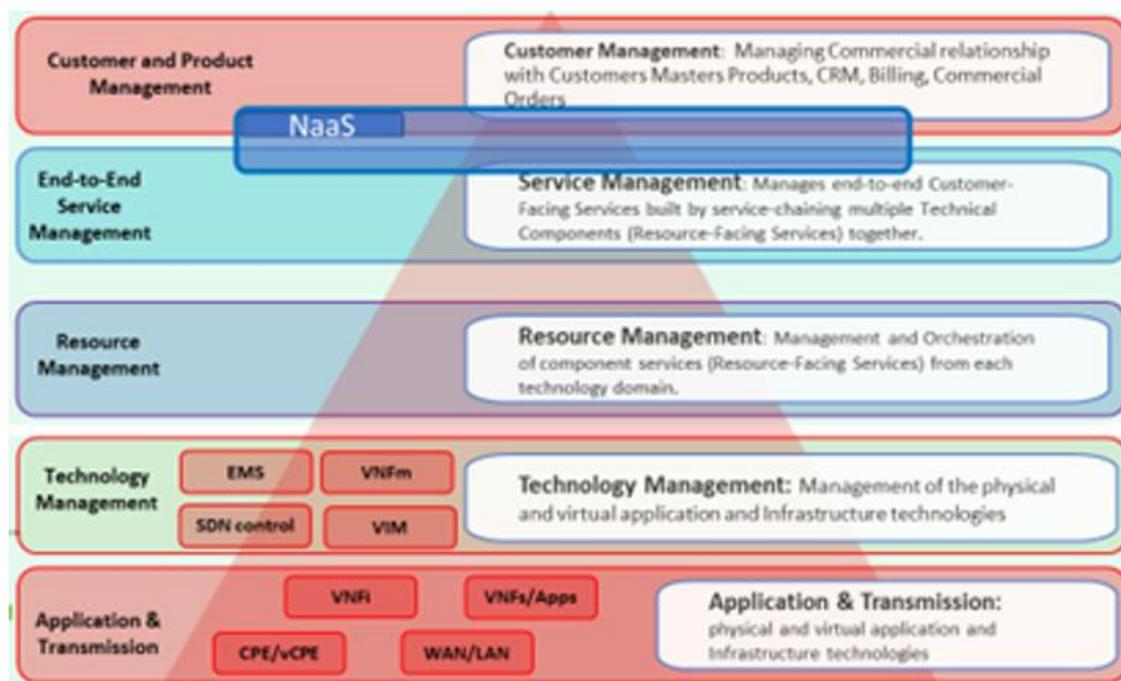 Customer and Product
Management
Customer Management: Managing Commercial relationship
with Customers Masters Products, CRM, Billing, Commercial
Orders
NaaS
End-to-End
Service
Management
Service Management: Manages end-to-end Customer-
Facing Services built by service-chaining multiple Technical
Components (Resource-Facing Services) together.
Resource
Management
Resource Management: Management and Orchestration
of component services (Resource-Facing Services) from each
technology domain.
Technology
Management
EMS
VNFm
SDN control
VIM
Technology Management: Management of the physical
and virtual application and Infrastructure technologies
Application &
Transmission
VNFi
VNFs/Apps
CPE/vCPE
WAN/LAN
Application & Transmission:
physical and virtual application and
Infrastructure technologies